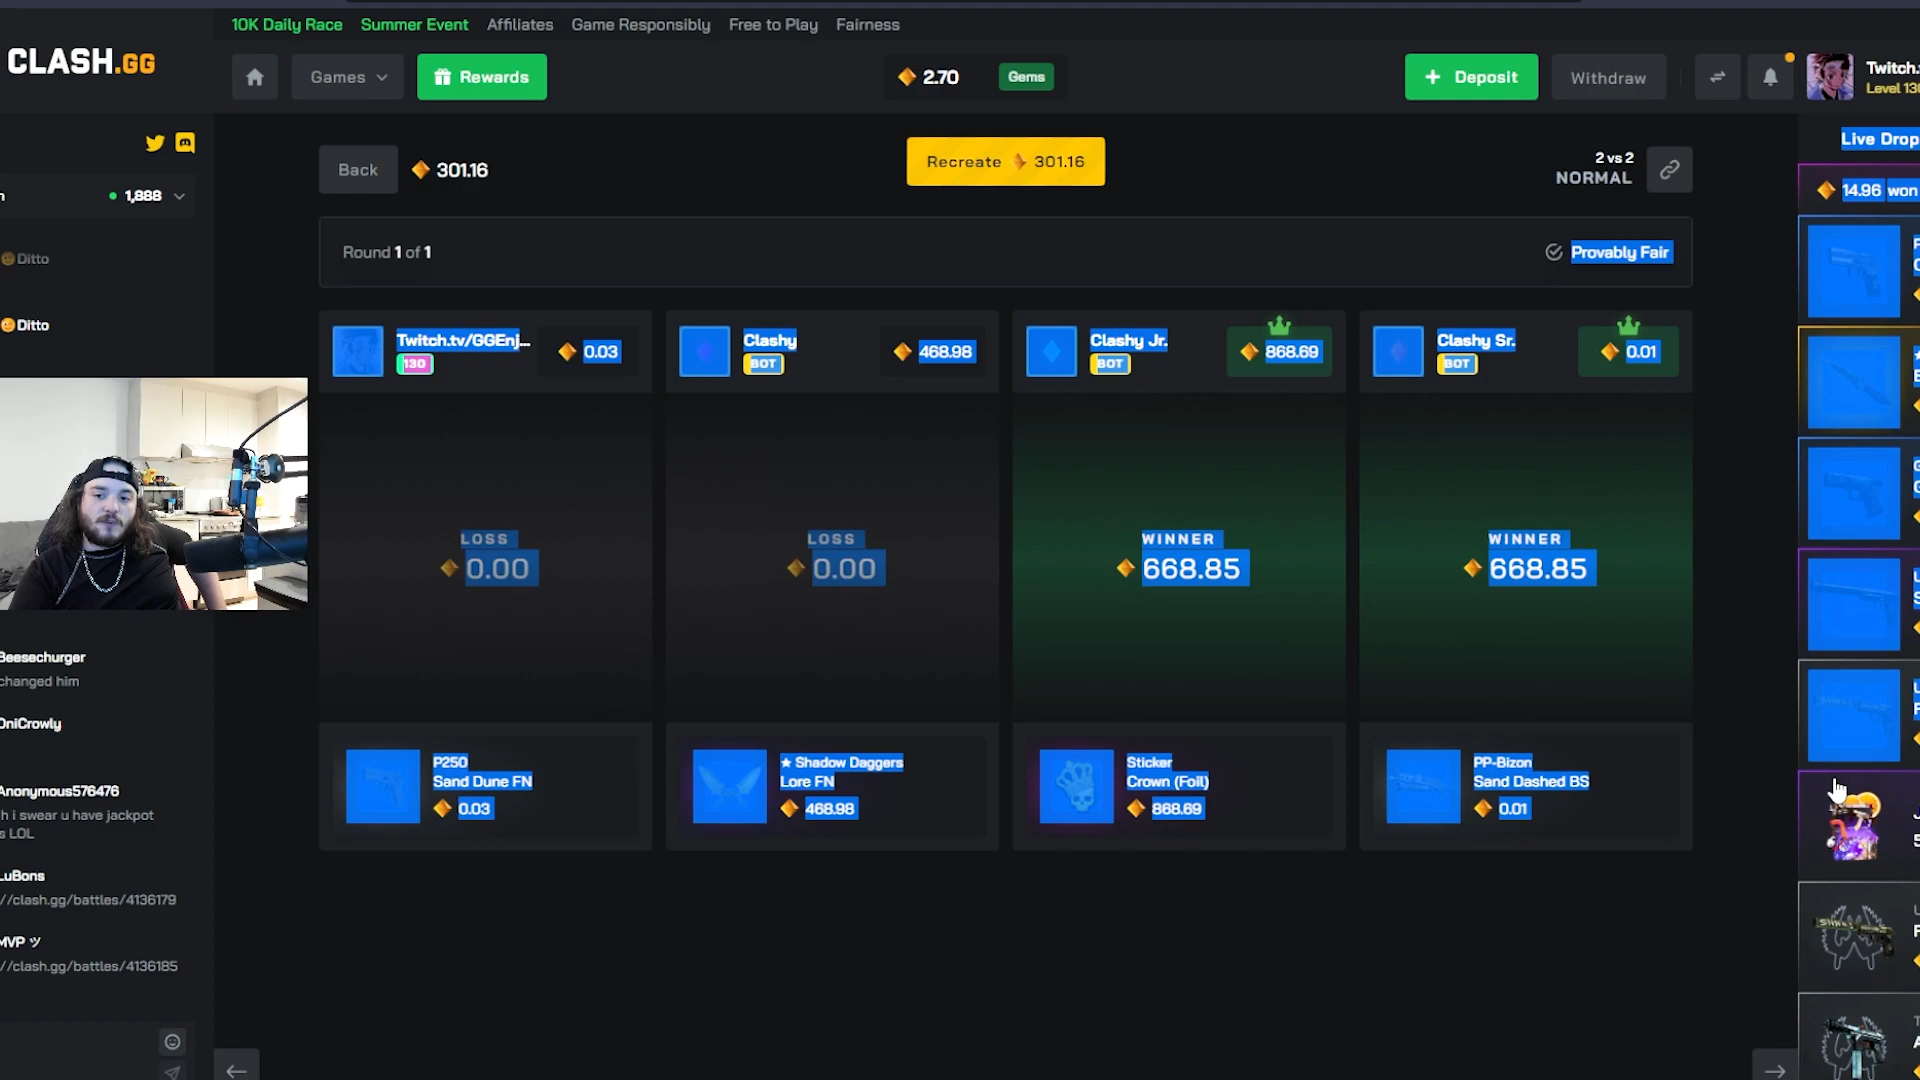 10K Daily Race Summer Event Affiliates Game Responsibly Free to Play Fairness
CLASH.GG
Games
Rewards
2.70
Gems
+ Deposit
Withdraw
Twitch.
Level 130
Live Drop
14.96 won
1,888
Back
301.16
Recreate 301.16
2 vs 2
NORMAL
Round 1 of 1
Provably Fair
Ditto
Ditto
Twitch.tv/GGEnj...
130
0.03
Clashy
BOT
468.98
Clashy Jr.
BOT
868.69
Clashy Sr.
BOT
0.01
LOSS
0.00
LOSS
0.00
WINNER
668.85
WINNER
668.85
P250
Sand Dune FN
0.03
★ Shadow Daggers
Lore FN
468.98
Sticker
Crown (Foil)
868.69
PP-Bizon
Sand Dashed BS
0.01
Beesechurger
changed him
OniCrowly
Anonymous576476
h i swear u have jackpot
s LOL
LuBons
//clash.gg/battles/4136179
MVP ツ
//clash.gg/battles/4136185